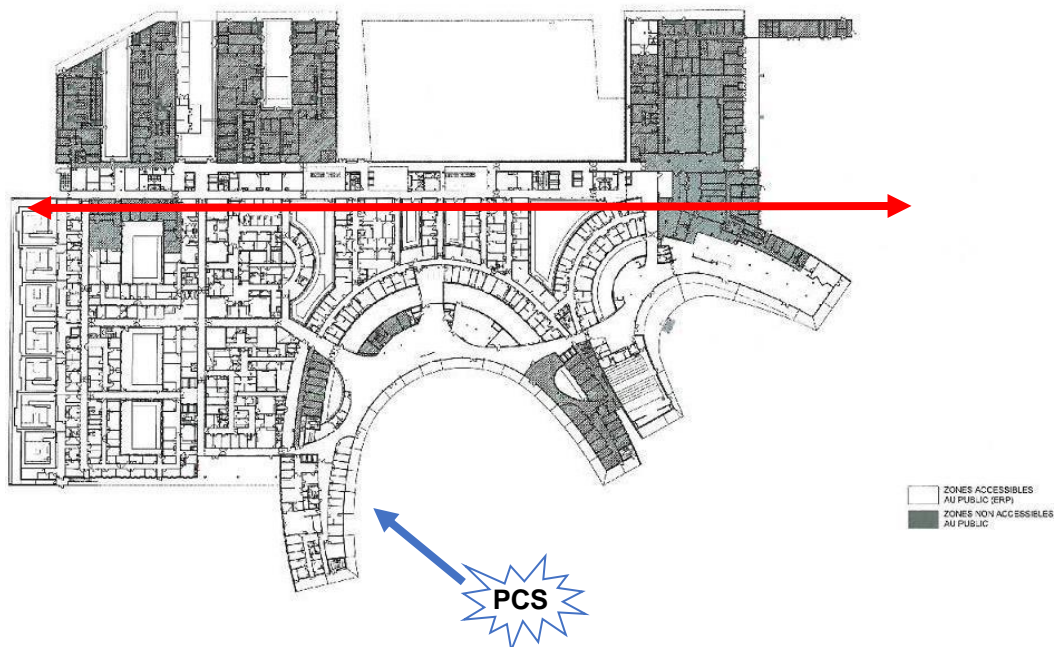 ZONES ACCESSIBLES
AU PUBLIC (ERP)
ZONES NON ACCESSIBLES
AU PUBLIC
PCS